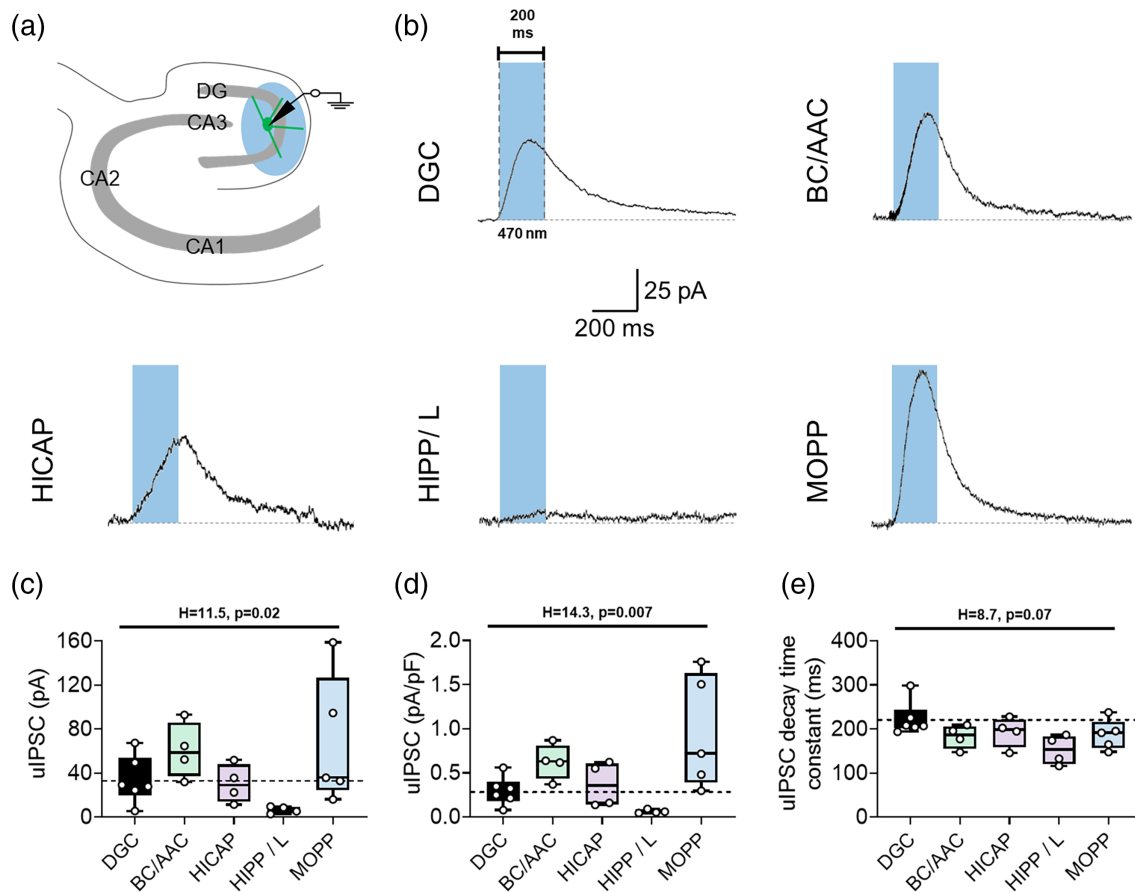 (a)
DG
CA3
CA2
CA1
(b)
200
ms
DGC
470 nm
BC/AAC
25 pA
200 ms
HICAP
HIPP/ L
MOPP
(c)
H=11.5, p=0.02
uIPSC (pA)
160
120
80
40
0
DGC
BC/AAC
HICAP
HIPP / L
MOPP
(d)
H=14.3, p=0.007
uIPSC (pA/pF)
2.0
1.5
1.0
0.5
0.0
DGC
BC/AAC
HICAP
HIPP / L
MOPP
(e)
H=8.7, p=0.07
uIPSC decay time
constant (ms)
400
300
200
100
0
DGC
BC/AAC
HICAP
HIPP / L
MOPP